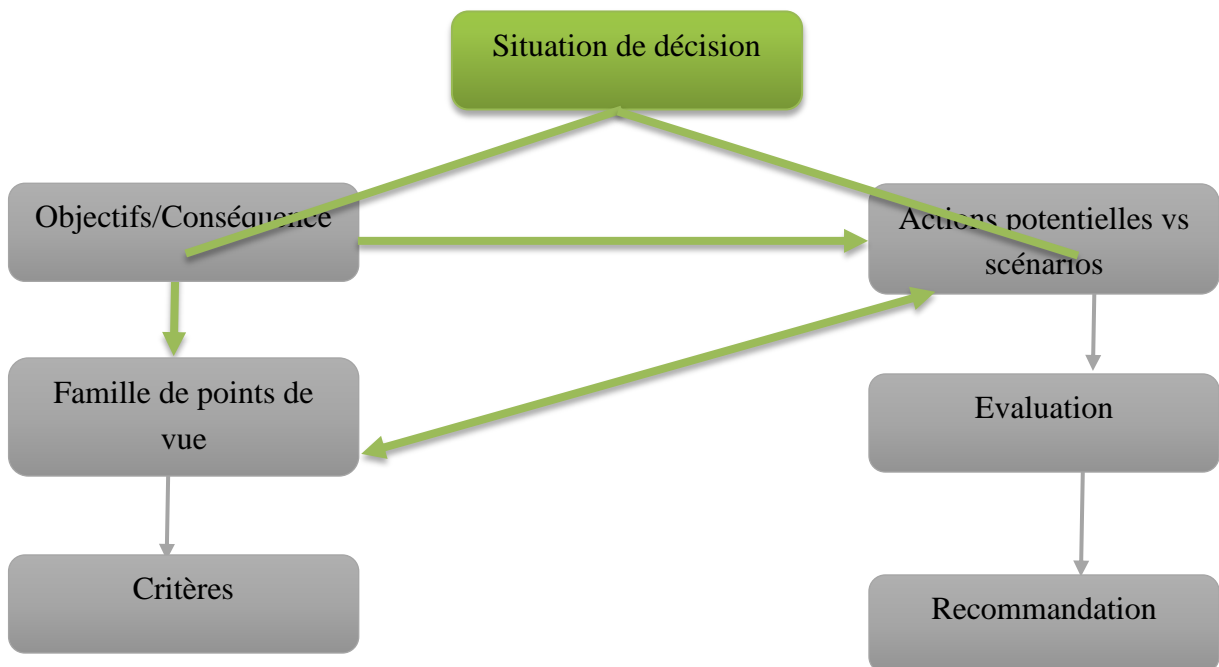 Situation de décision
Objectifs/Conséquence
Actions potentielles vs
scénarios
Famille de points de
vue
Evaluation
Critères
Recommandation